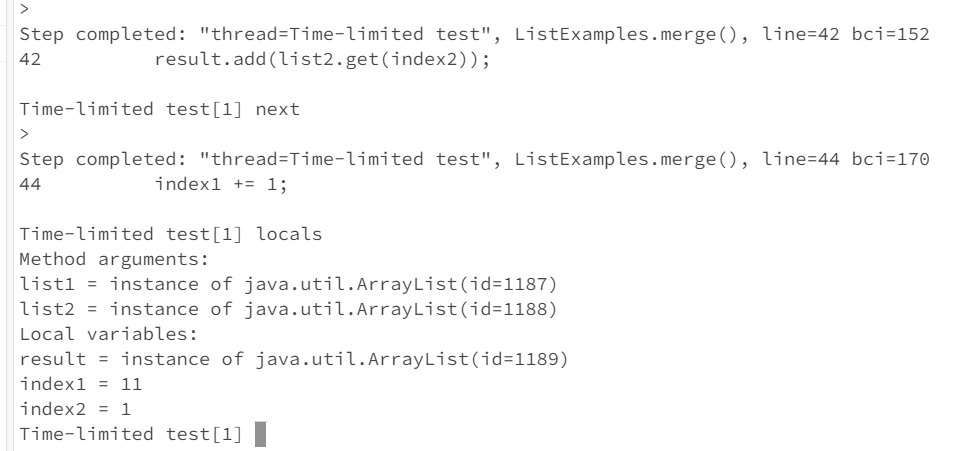 >
Step completed: "thread=Time-limited test", ListExamples.merge(), line=42 bci=152
42          result.add(list2.get(index2));
Time-limited test[1] next
>
Step completed: "thread=Time-limited test", ListExamples.merge(), line=44 bci=170
44          index1 += 1;
Time-limited test[1] locals
Method arguments:
list1 = instance of java.util.ArrayList(id=1187)
list2 = instance of java.util.ArrayList(id=1188)
Local variables:
result = instance of java.util.ArrayList(id=1189)
index1 = 11
index2 = 1
Time-limited test[1]